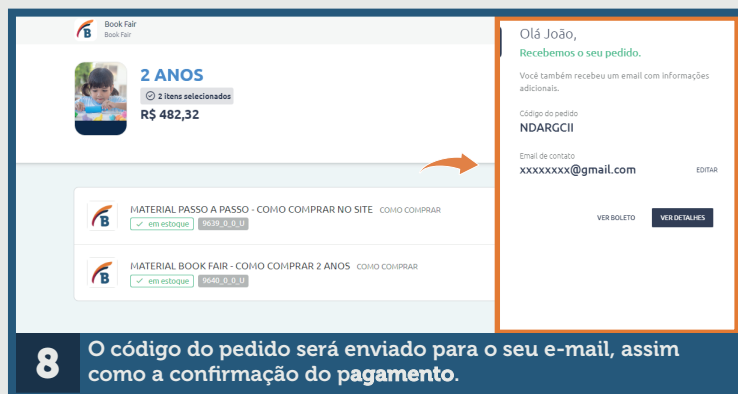 Book Fair
Book Fair
2 ANOS
2 itens selecionados
R$ 482,32
MATERIAL PASSO A PASSO - COMO COMPRAR NO SITE COMO COMPRAR
em estoque 9639_0_0_U
MATERIAL BOOK FAIR - COMO COMPRAR 2 ANOS COMO COMPRAR
em estoque 9640_0_0_U
Olá João,
Recebemos o seu pedido.
Você também recebeu um email com informações
adicionais.
Código do pedido
NDARGCII
Email de contato
xxxxxxxx@gmail.com EDITAR
VER BOLETO VER DETALHES
8
O código do pedido será enviado para o seu e-mail, assim
como a confirmação do pagamento.